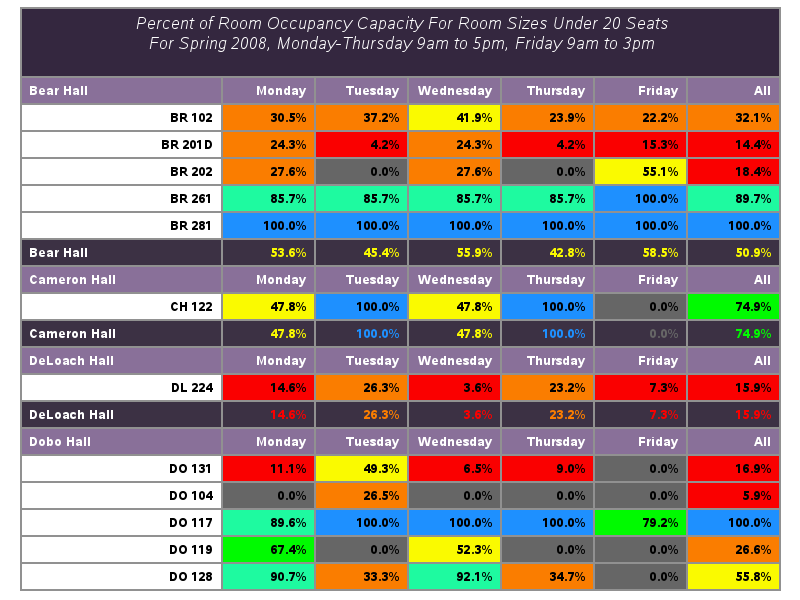 Percent of Room Occupancy Capacity For Room Sizes Under 20 Seats
For Spring 2008, Monday-Thursday 9am to 5pm, Friday 9am to 3pm
Bear Hall Monday Tuesday Wednesday Thursday Friday All
BR 102 30.5% 37.2% 41.9% 23.9% 22.2% 32.1%
BR 201D 24.3% 4.2% 24.3% 4.2% 15.3% 14.4%
BR 202 27.6% 0.0% 27.6% 0.0% 55.1% 18.4%
BR 261 85.7% 85.7% 85.7% 85.7% 100.0% 89.7%
BR 281 100.0% 100.0% 100.0% 100.0% 100.0% 100.0%
Bear Hall 53.6% 45.4% 55.9% 42.8% 58.5% 50.9%
Cameron Hall Monday Tuesday Wednesday Thursday Friday All
CH 122 47.8% 100.0% 47.8% 100.0% 0.0% 74.9%
Cameron Hall 47.8% 100.0% 47.8% 100.0% 0.0% 74.9%
DeLoach Hall Monday Tuesday Wednesday Thursday Friday All
DL 224 14.6% 26.3% 3.6% 23.2% 7.3% 15.9%
DeLoach Hall 14.6% 26.3% 3.6% 23.2% 7.3% 15.9%
Dobo Hall Monday Tuesday Wednesday Thursday Friday All
DO 131 11.1% 49.3% 6.5% 9.0% 0.0% 16.9%
DO 104 0.0% 26.5% 0.0% 0.0% 0.0% 5.9%
DO 117 89.6% 100.0% 100.0% 100.0% 79.2% 100.0%
DO 119 67.4% 0.0% 52.3% 0.0% 0.0% 26.6%
DO 128 90.7% 33.3% 92.1% 34.7% 0.0% 55.8%